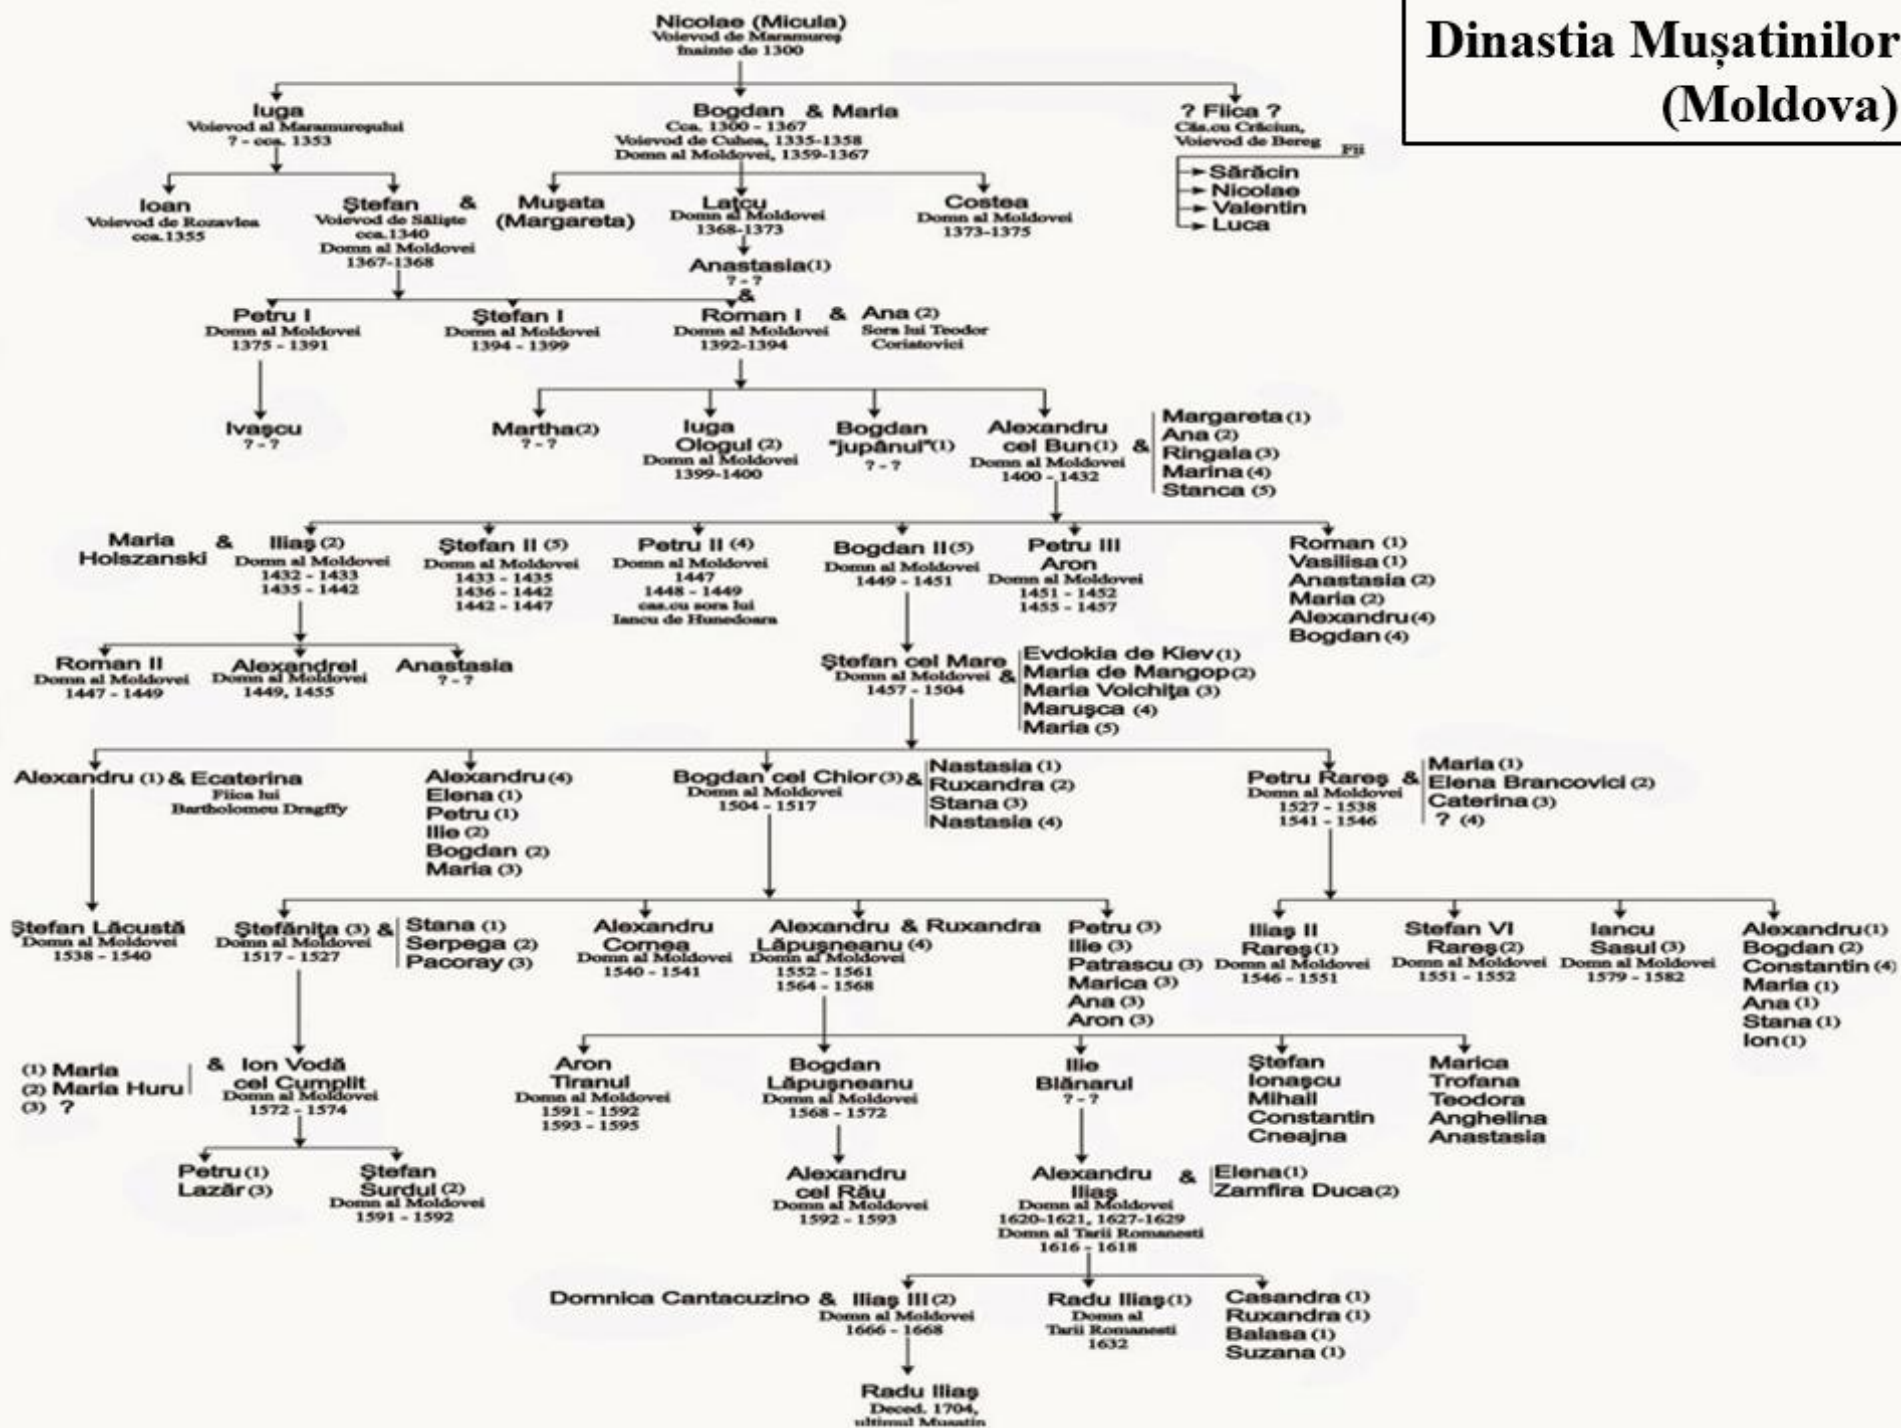 Dinastia Mușatinilor
(Moldova)
Nicolae (Micula)
Voievod de Maramureş
înainte de 1300
Iuga
Voievod al Maramureşului
? - cca. 1353
Bogdan & Maria
Cca. 1300 - 1367
Voievod de Cuhea, 1335-1358
Domn al Moldovei, 1359-1367
? Fiica ?
Căs.cu Crăciun,
Voievod de Bereg
Fii
Sărăcin
Nicolae
Valentin
Luca
Ioan
Voievod de Rozavlea
cca.1355
Ştefan &
Voievod de Sălişte
cca.1340
Domn al Moldovei
1367-1368
Muşata
(Margareta)
Laţcu
Domn al Moldovei
1368-1373
Costea
Domn al Moldovei
1373-1375
Anastasia(1)
? - ?
&
Petru I
Domn al Moldovei
1375 - 1391
Ştefan I
Domn al Moldovei
1394 - 1399
Roman I & Ana (2)
Domn al Moldovei
1392-1394
Sora lui Teodor
Coriatovici
Ivaşcu
? - ?
Martha(2)
? - ?
Iuga
Ologul (2)
Domn al Moldovei
1399-1400
Bogdan
"jupânul"(1)
? - ?
Alexandru
cel Bun(1) &
Domn al Moldovei
1400 - 1432
Margareta(1)
Ana (2)
Ringala(3)
Marina (4)
Stanca (5)
Maria
Holszanski
& Iliaş (2)
Domn al Moldovei
1432 - 1433
1435 - 1442
Ştefan II (5)
Domn al Moldovei
1433 - 1435
1436 - 1442
1442 - 1447
Petru II (4)
Domn al Moldovei
1447
1448 - 1449
cas.cu sora lui
Iancu de Hunedoara
Bogdan II(5)
Domn al Moldovei
1449 - 1451
Petru III
Aron
Domn al Moldovei
1451 - 1452
1455 - 1457
Roman (1)
Vasilisa (1)
Anastasia (2)
Maria (2)
Alexandru(4)
Bogdan (4)
Roman II
Domn al Moldovei
1447 - 1449
Alexandrel
Domn al Moldovei
1449, 1455
Anastasia
? - ?
Ştefan cel Mare
Domn al Moldovei &
1457 - 1504
Evdokia de Kiev(1)
Maria de Mangop(2)
Maria Voichiţa (3)
Maruşca (4)
Maria (5)
Alexandru (1) & Ecaterina
Fiica lui
Bartholomeu Dragffy
Alexandru(4)
Elena (1)
Petru (1)
Ilie (2)
Bogdan (2)
Maria (3)
Bogdan cel Chior(3)&
Domn al Moldovei
1504 - 1517
Nastasia (1)
Ruxandra (2)
Stana (3)
Nastasia (4)
Petru Rareş &
Domn al Moldovei
1527 - 1538
1541 - 1546
Maria (1)
Elena Brancovici (2)
Caterina (3)
? (4)
Ştefan Lăcustă
Domn al Moldovei
1538 - 1540
Ştefăniţa (3) &
Domn al Moldovei
1517 - 1527
Stana (1)
Serpega (2)
Pacoray (3)
Alexandru
Cornea
Domn al Moldovei
1540 - 1541
Alexandru & Ruxandra
Lăpuşneanu (4)
Domn al Moldovei
1552 - 1561
1564 - 1568
Petru (3)
Ilie (3)
Patrascu (3)
Marica (3)
Ana (3)
Aron (3)
Iliaş II
Rareş(1)
Domn al Moldovei
1546 - 1551
Stefan VI
Rareş(2)
Domn al Moldovei
1551 - 1552
Iancu
Sasul (3)
Domn al Moldovei
1579 - 1582
Alexandru(1)
Bogdan (2)
Constantin (4)
Maria (1)
Ana (1)
Stana (1)
Ion(1)
(1) Maria
(2) Maria Huru
(3) ?
& Ion Vodă
cel Cumplit
Domn al Moldovei
1572 - 1574
Aron
Tiranul
Domn al Moldovei
1591 - 1592
1593 - 1595
Bogdan
Lăpuşneanu
Domn al Moldovei
1568 - 1572
Ilie
Blănarul
? - ?
Ştefan
Ionaşcu
Mihail
Constantin
Cneajna
Marica
Trofana
Teodora
Anghelina
Anastasia
Petru (1)
Lazăr (3)
Ştefan
Surdul (2)
Domn al Moldovei
1591 - 1592
Alexandru
cel Rău
Domn al Moldovei
1592 - 1593
Alexandru &
Iliaş
Domn al Moldovei
1620-1621, 1627-1629
Domn al Tarii Romanesti
1616 - 1618
Elena(1)
Zamfira Duca(2)
Domnica Cantacuzino & Iliaş III (2)
Domn al Moldovei
1666 - 1668
Radu Iliaş(1)
Domn al
Tarii Romanesti
1632
Casandra (1)
Ruxandra (1)
Balasa (1)
Suzana (1)
Radu Iliaş
Deced. 1704,
ultimul Musatin